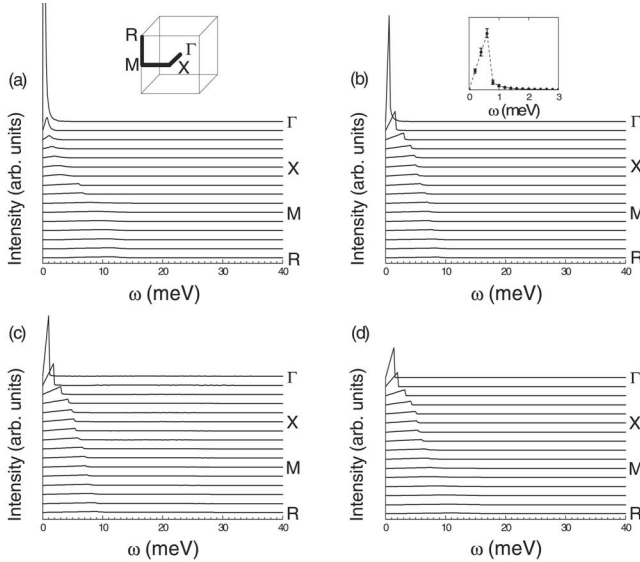 (a)
R
Γ
M
X
Γ
X
M
R
Intensity (arb. units)
0 10 20 30 40
ω (meV)
(b)
0 1 2 3
ω (meV)
Γ
X
M
R
Intensity (arb. units)
0 10 20 30 40
ω (meV)
(c)
Γ
X
M
R
Intensity (arb. units)
0 10 20 30 40
ω (meV)
(d)
Γ
X
M
R
Intensity (arb. units)
0 10 20 30 40
ω (meV)